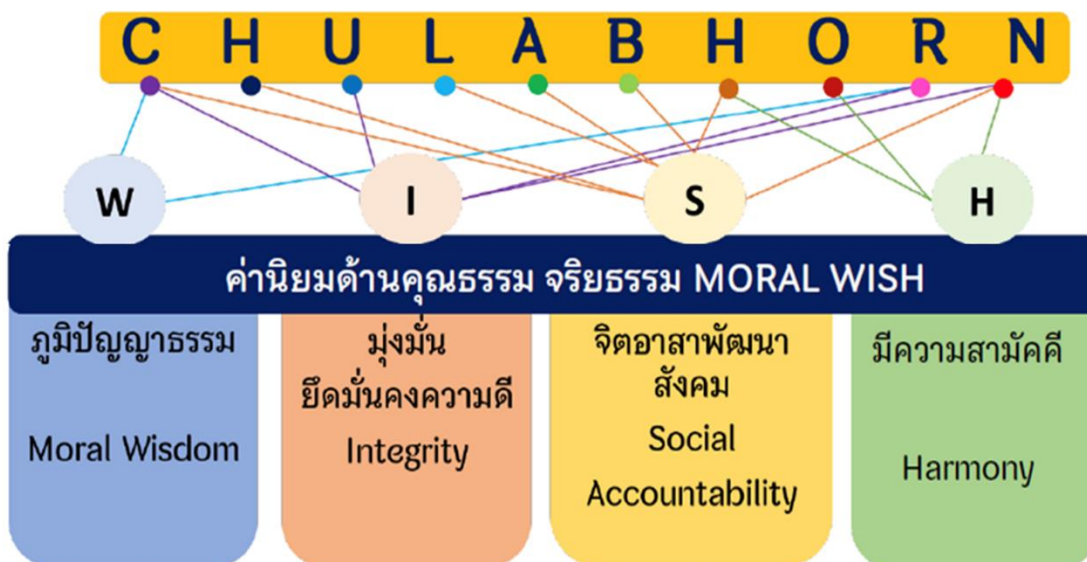 C H U L A B H O R N
W I S H
ค่านิยมด้านคุณธรรม จริยธรรม MORAL WISH
ภูมิปัญญาธรรม
Moral Wisdom
มุ่งมั่น
ยึดมั่นคงความดี
Integrity
จิตอาสาพัฒนา
สังคม
Social
Accountability
มีความสามัคคี
Harmony